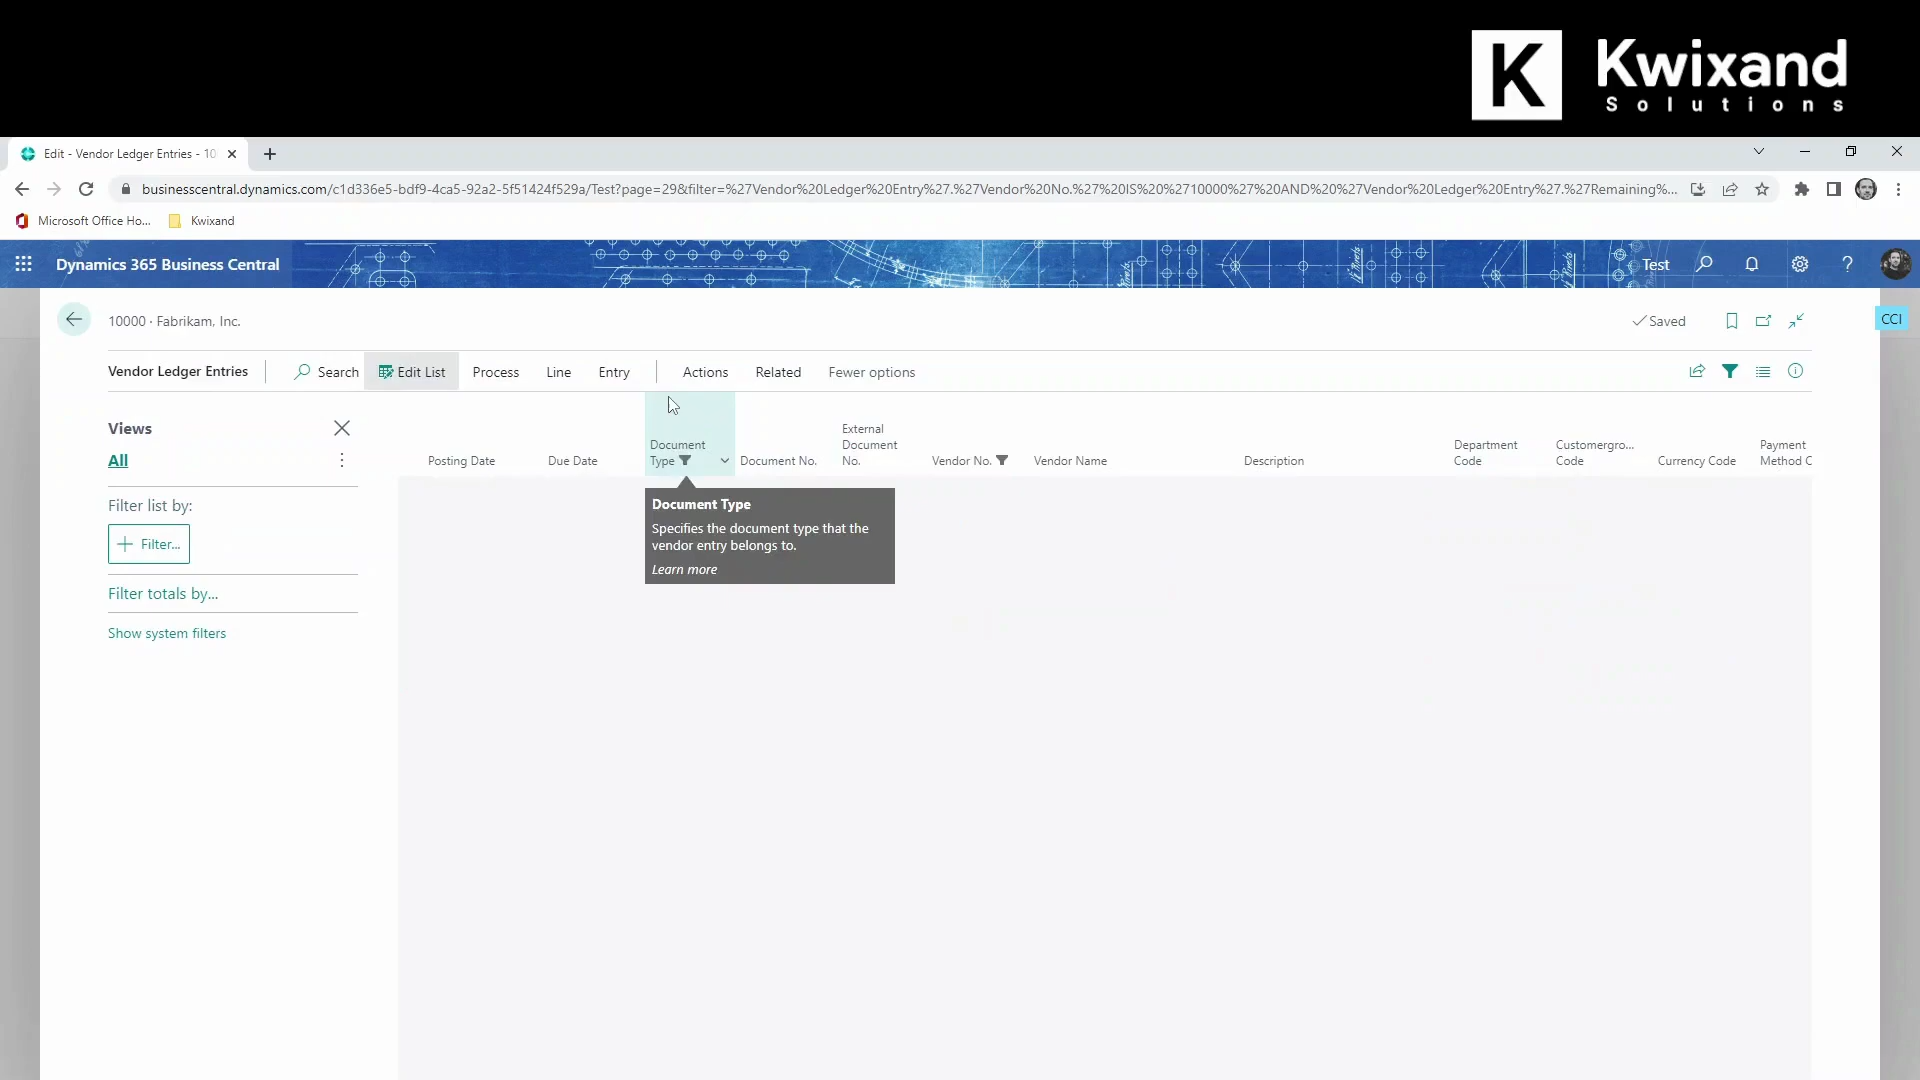 K Kwixand
Solutions
Edit - Vendor Ledger Entries - 10
businesscentral.dynamics.com/c1d336e5-bdf9-4ca5-92a2-5f51424f529a/Test?page=29&filter=%27Vendor%20Ledger%20Entry%27.%27Vendor%20No.%27%20IS%20%2710000%27%20AND%20%27Vendor%20Ledger%20Entry%27.%27Remaining%...
Microsoft Office Ho... Kwixand
Dynamics 365 Business Central Test ?
10000 · Fabrikam, Inc. Saved CCI
Vendor Ledger Entries Search Edit List Process Line Entry Actions Related Fewer options
Views
All
Filter list by:
+ Filter...
Filter totals by...
Show system filters
Posting Date Due Date Document Type Document No. External Document No. Vendor No. Vendor Name Description Department Code Customergro... Code Currency Code Payment Method C
Document Type
Specifies the document type that the
vendor entry belongs to.
Learn more